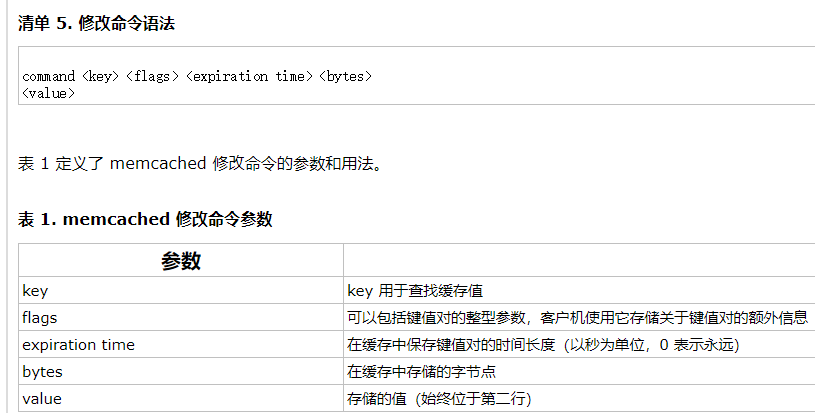 清单 5. 修改命令语法
command <key> <flags> <expiration time> <bytes>
<value>
表 1 定义了 memcached 修改命令的参数和用法。
表 1. memcached 修改命令参数
参数
key key 用于查找缓存值
flags 可以包括键值对的整型参数，客户机使用它存储关于键值对的额外信息
expiration time 在缓存中保存键值对的时间长度（以秒为单位，0 表示永远）
bytes 在缓存中存储的字节点
value 存储的值（始终位于第二行）